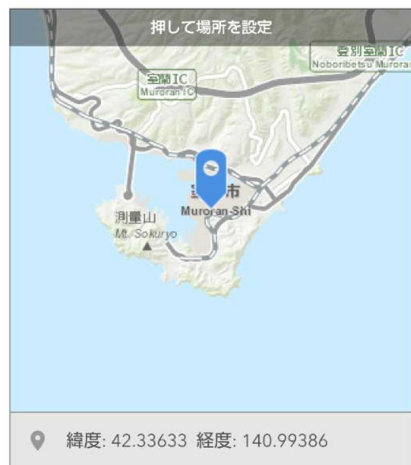 押して場所を設定
登別室蘭IC
Noboribetsu Muroran
室蘭IC
Muroran IC
市
Muroran-Shi
測量山
Mt. Sokuryo
緯度: 42.33633 経度: 140.99386